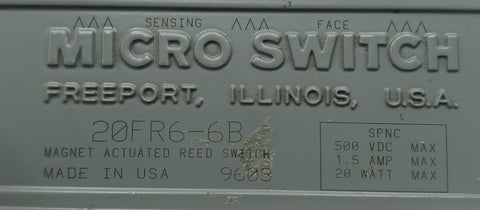 ^^^ SENSING ^^^ FACE ^^^
MICRO SWITCH
FREEPORT, ILLINOIS, U.S.A.
20FR6-6B
MAGNET ACTUATED REED SWITCH
MADE IN USA 9603
SPNC
500 VDC MAX
1.5 AMP MAX
20 WATT MAX